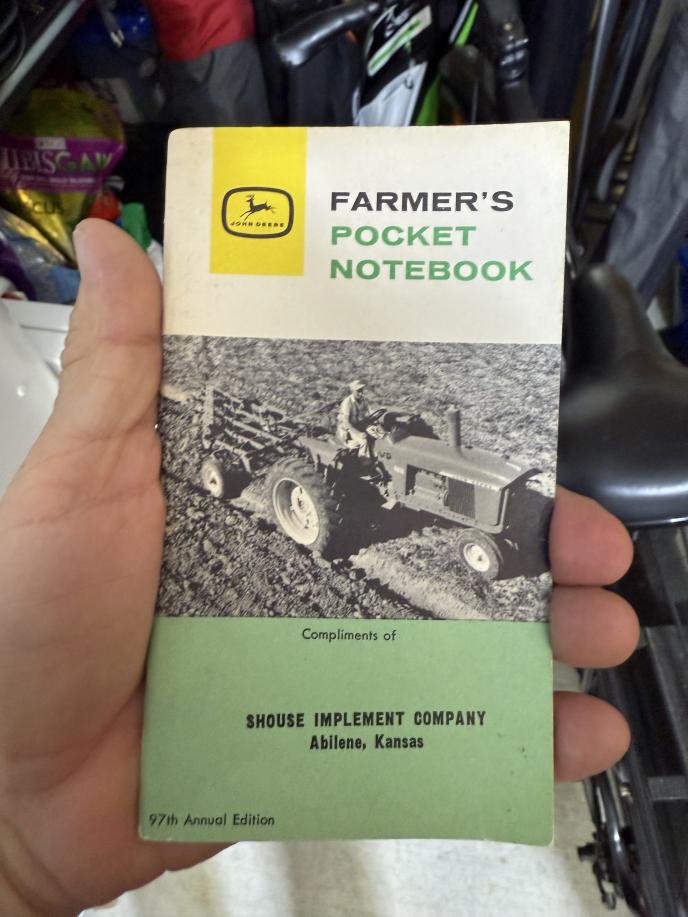 JOHN DEERE
FARMER'S
POCKET
NOTEBOOK
Compliments of
SHOUSE IMPLEMENT COMPANY
Abilene, Kansas
97th Annual Edition